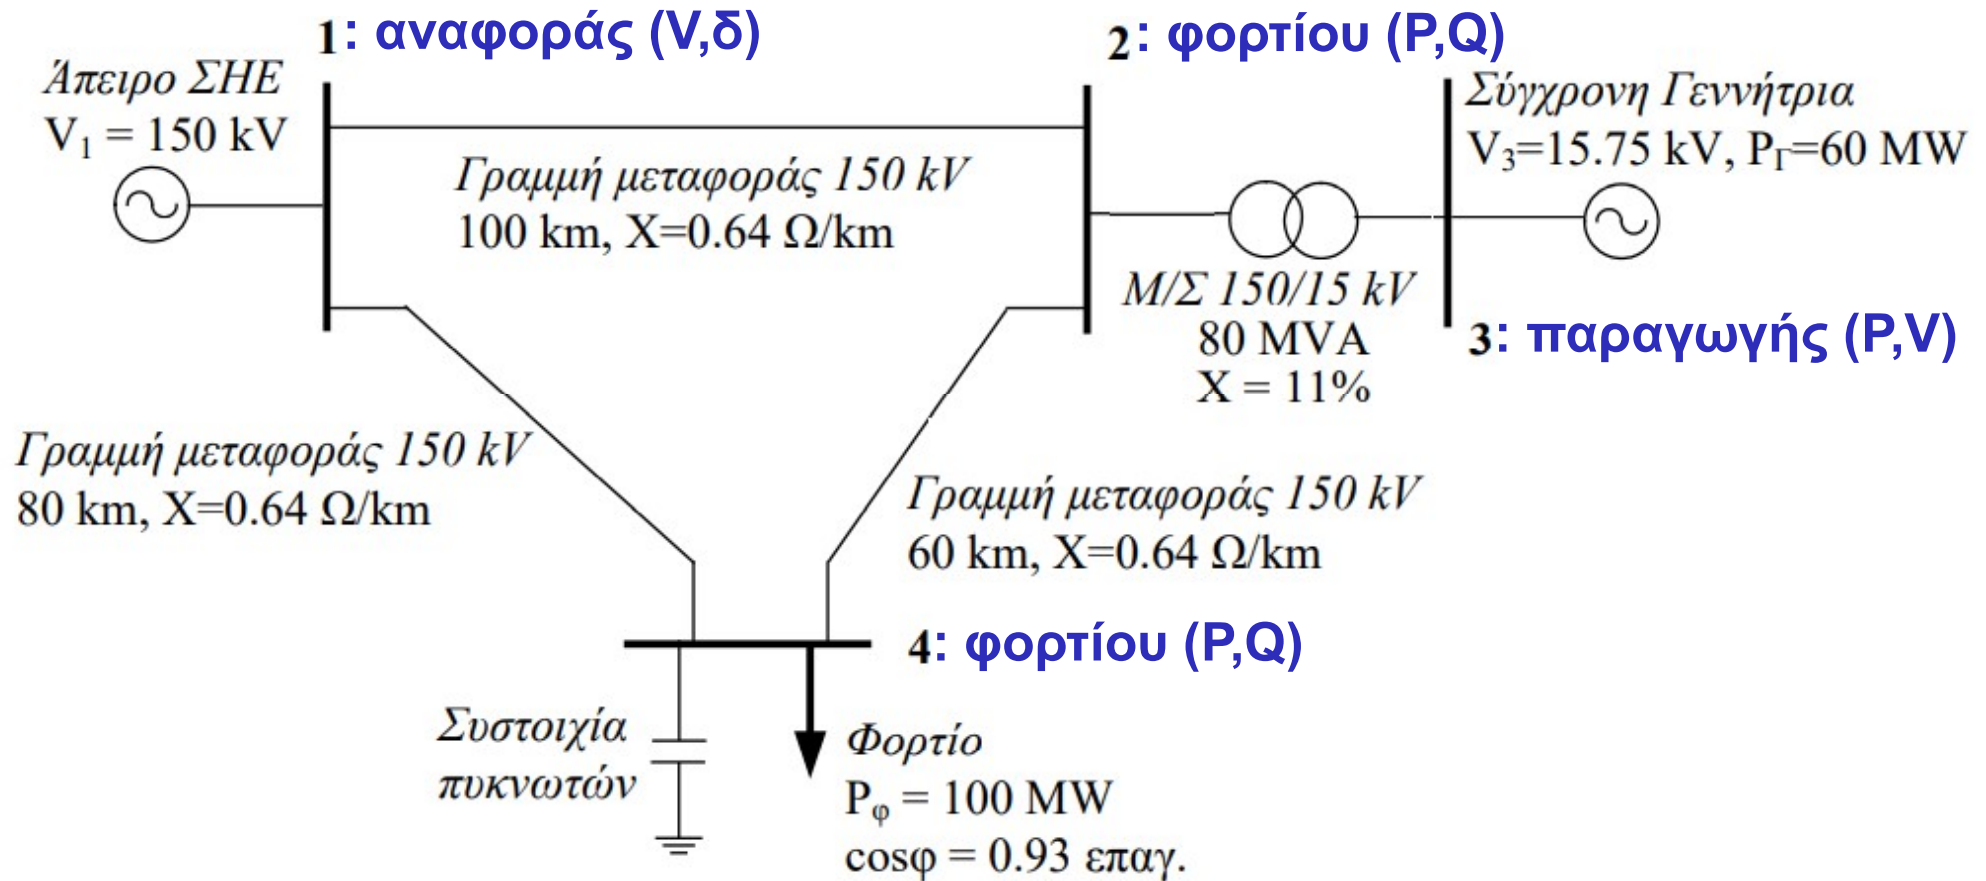 1: αναφοράς (V,δ)
Άπειρο ΣΗΕ
V₁ = 150 kV
2: φορτίου (P,Q)
Σύγχρονη Γεννήτρια
V₃=15.75 kV, P_Γ=60 MW
Γραμμή μεταφοράς 150 kV
100 km, X=0.64 Ω/km
Μ/Σ 150/15 kV
80 MVA
X = 11%
3: παραγωγής (P,V)
Γραμμή μεταφοράς 150 kV
80 km, X=0.64 Ω/km
Γραμμή μεταφοράς 150 kV
60 km, X=0.64 Ω/km
4: φορτίου (P,Q)
Συστοιχία
πυκνωτών
Φορτίο
P_φ = 100 MW
cosφ = 0.93 επαγ.